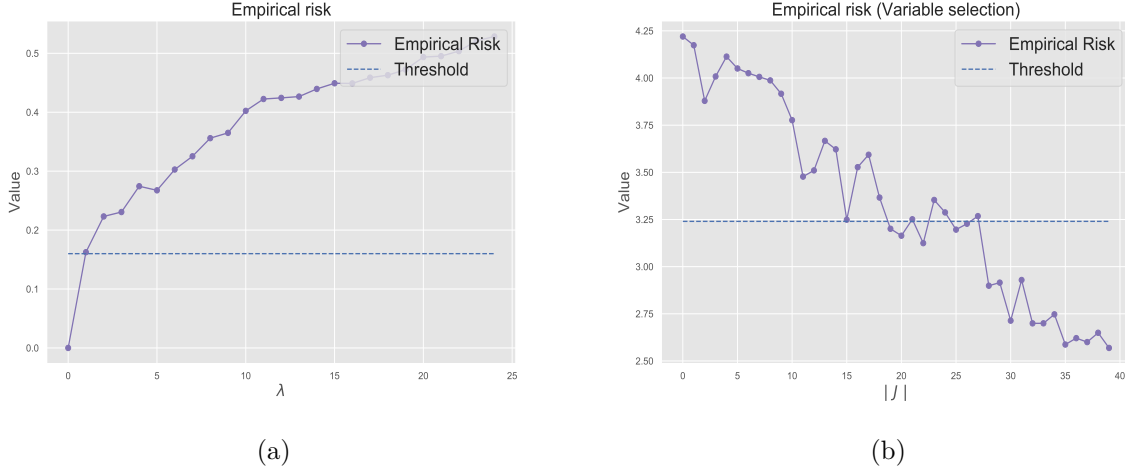 Empirical risk
Empirical Risk
Threshold
Value
0.5
0.4
0.3
0.2
0.1
0.0
0 5 10 15 20 25
λ
(a)
Empirical risk (Variable selection)
Empirical Risk
Threshold
Value
4.25
4.00
3.75
3.50
3.25
3.00
2.75
2.50
0 5 10 15 20 25 30 35 40
| J |
(b)